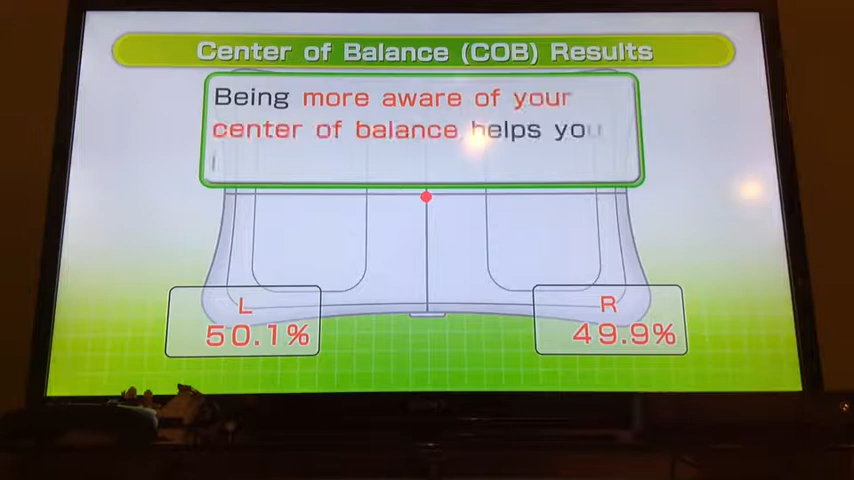 Center of Balance (COB) Results
Being more aware of your
center of balance helps you
L
50.1%
R
49.9%